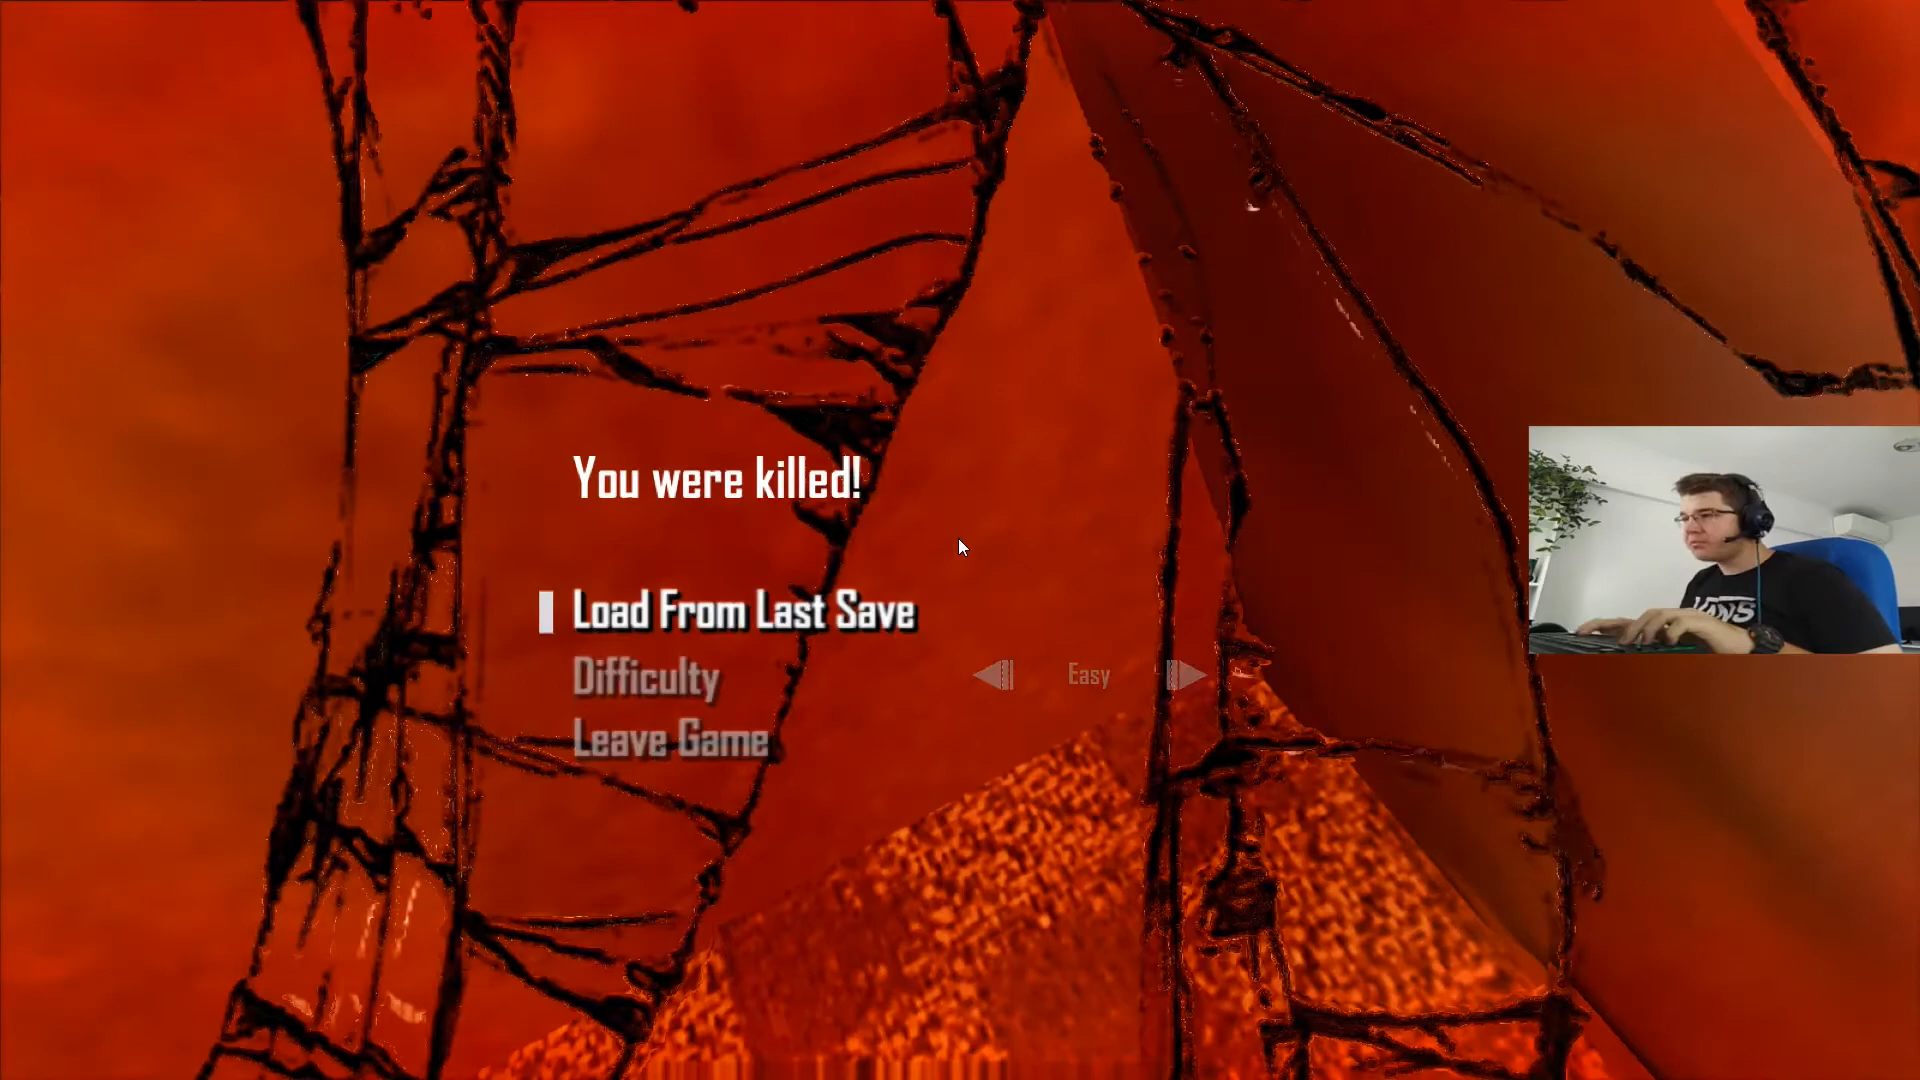 You were killed!
Load From Last Save
Difficulty
Easy
Leave Game
VANS